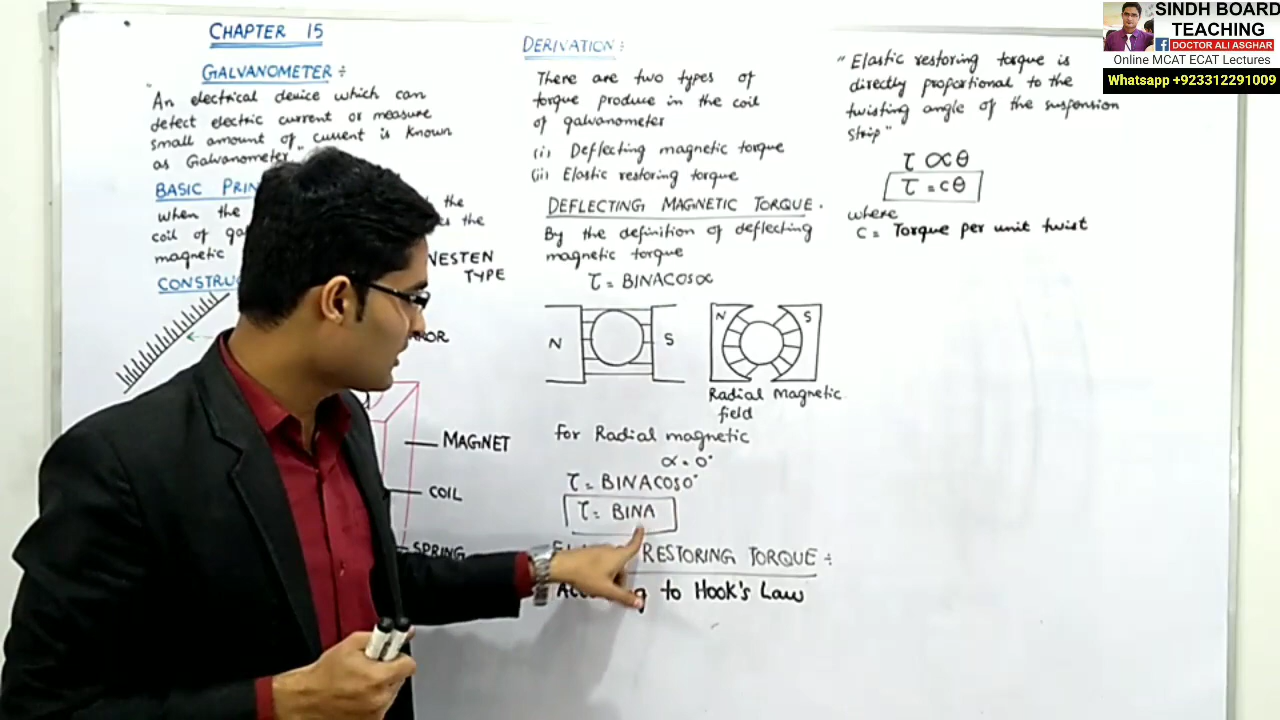 CHAPTER 15
GALVANOMETER ÷
"An electrical device which can
detect electric current or measure
small amount of current is known
as Galvanometer"
BASIC PRIN
when the the
coil of the
magnetic
NESTEN
TYPE
CONSTRUC
MAGNET
COIL
SPRING
DERIVATION:
There are two types of
torque produce in the coil
of galvanometer
(i) Deflecting magnetic torque
(ii) Elastic restoring torque
DEFLECTING MAGNETIC TORQUE.
By the definition of deflecting
magnetic torque
τ = BINACOSα
N S
N S
Radial Magnetic
field
for Radial magnetic
α = 0°
τ = BINACOS0°
τ = BINA
RESTORING TORQUE ÷
to Hook's Law
"Elastic restoring torque is
directly proportional to the
twisting angle of the suspension
strip"
τ ∝ θ
τ = cθ
where
C = Torque per unit twist
SINDH BOARD
TEACHING
DOCTOR ALI ASGHAR
Online MCAT ECAT Lectures
Whatsapp +923312291009